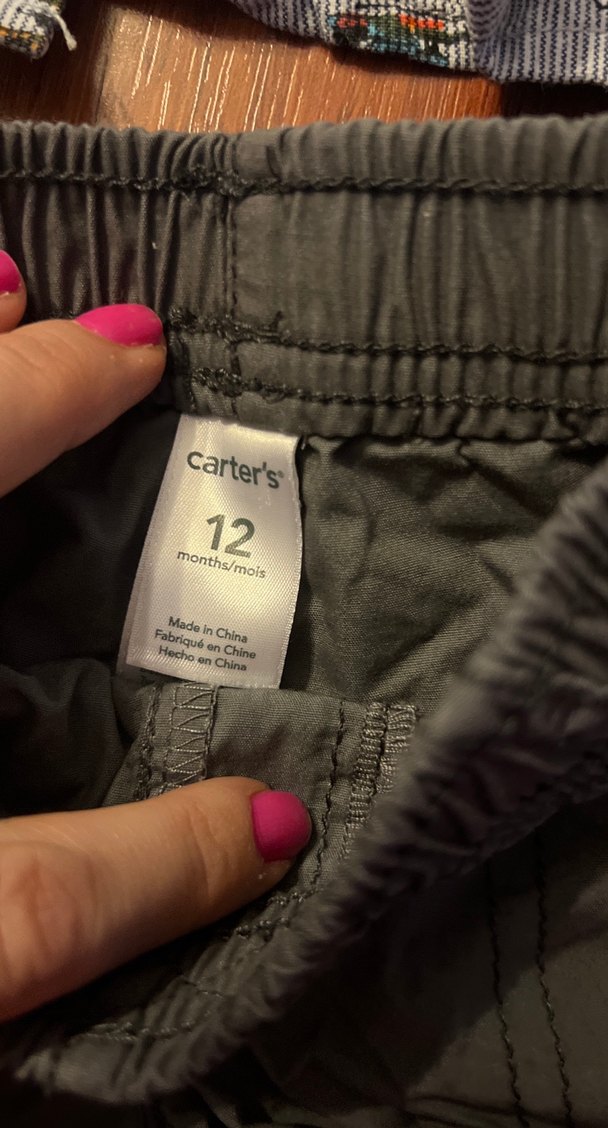 carter's®
12
months/mois
Made in China
Fabriqué en Chine
Hecho en China